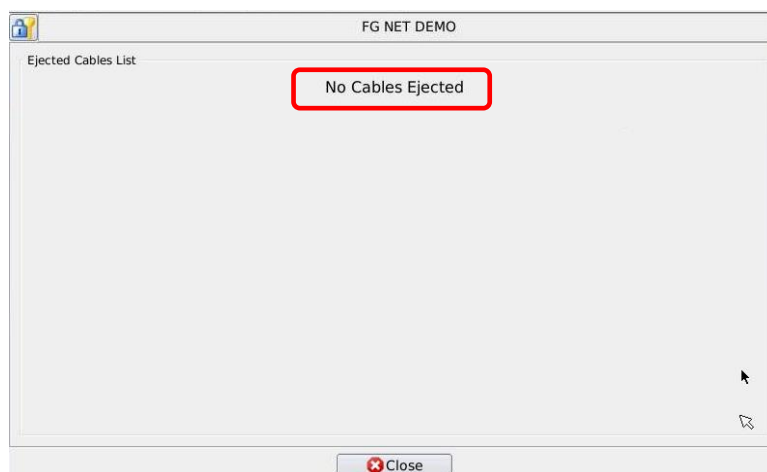 FG NET DEMO
Ejected Cables List
No Cables Ejected
Close